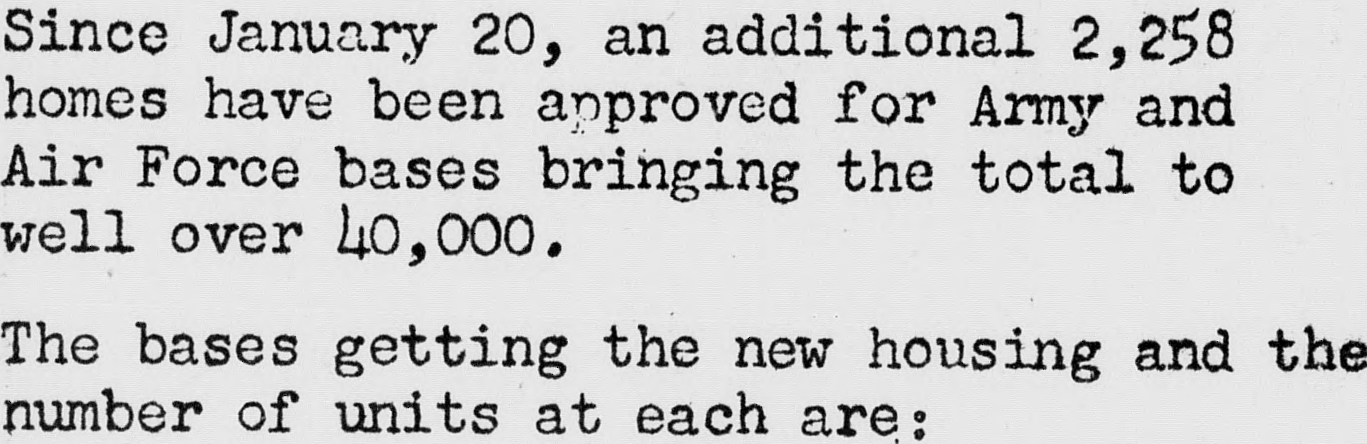 Since January 20, an additional 2,258
homes have been approved for Army and
Air Force bases bringing the total to
well over 40,000.
The bases getting the new housing and the
number of units at each are: